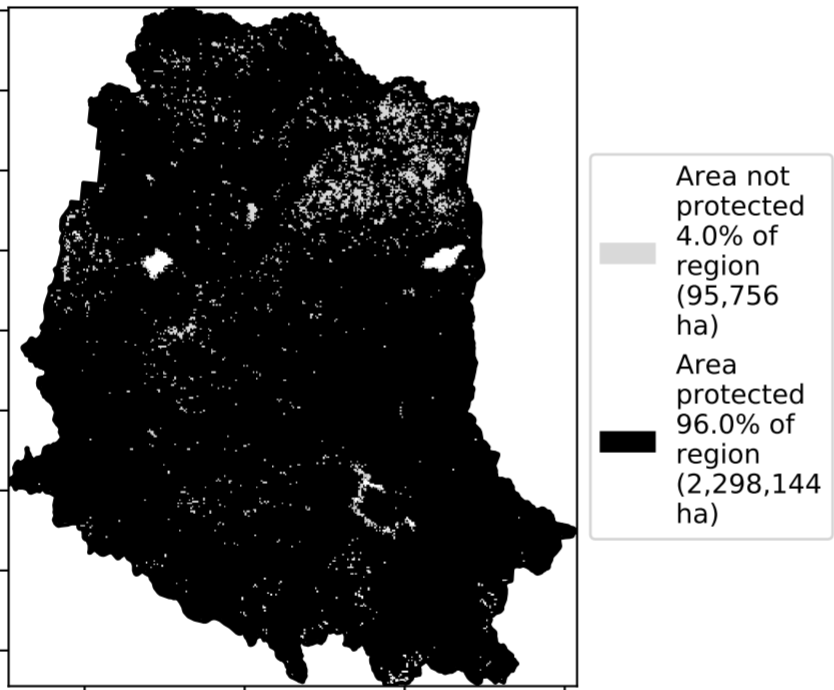 Area not
protected
4.0% of
region
(95,756
ha)
Area
protected
96.0% of
region
(2,298,144
ha)